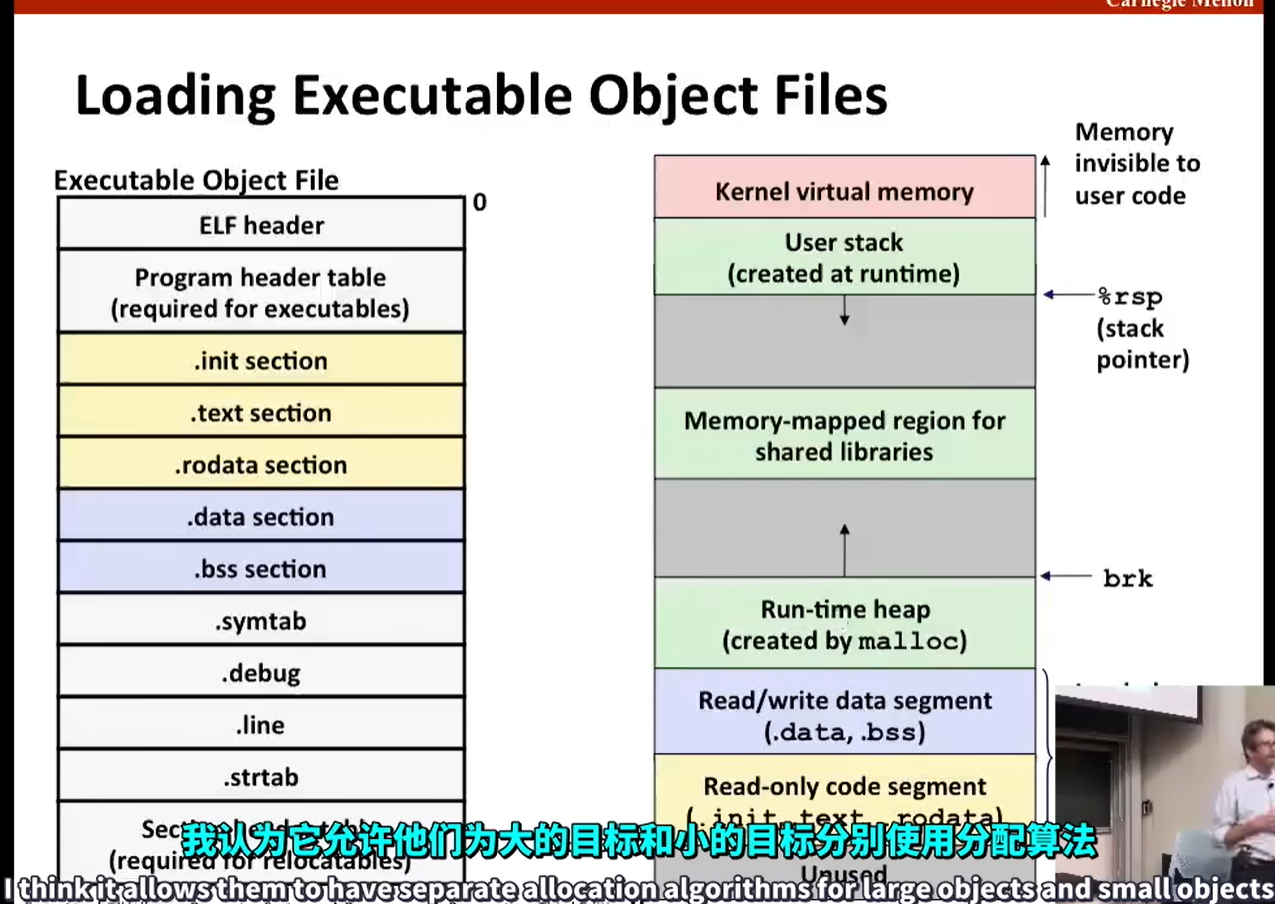 Carnegie Mellon
Loading Executable Object Files
Executable Object File
0
ELF header
Program header table
(required for executables)
.init section
.text section
.rodata section
.data section
.bss section
.symtab
.debug
.line
.strtab
(required for relocatables)
Memory
invisible to
user code
Kernel virtual memory
User stack
(created at runtime)
%rsp
(stack
pointer)
Memory-mapped region for
shared libraries
brk
Run-time heap
(created by malloc)
Read/write data segment
(.data, .bss)
Read-only code segment
(.init, .text, .rodata)
Unused
我认为它允许他们为大的目标和小的目标分别使用分配算法
I think it allows them to have separate allocation algorithms for large objects and small objects